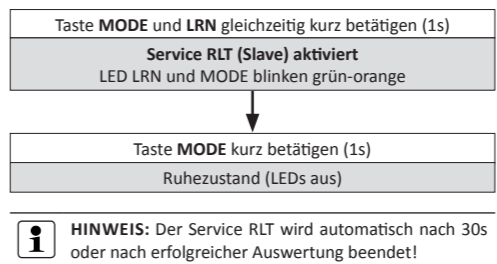 Taste MODE und LRN gleichzeitig kurz betätigen (1s)
Service RLT (Slave) aktiviert
LED LRN und MODE blinken grün-orange
Taste MODE kurz betätigen (1s)
Ruhezustand (LEDs aus)
HINWEIS: Der Service RLT wird automatisch nach 30s
oder nach erfolgreicher Auswertung beendet!